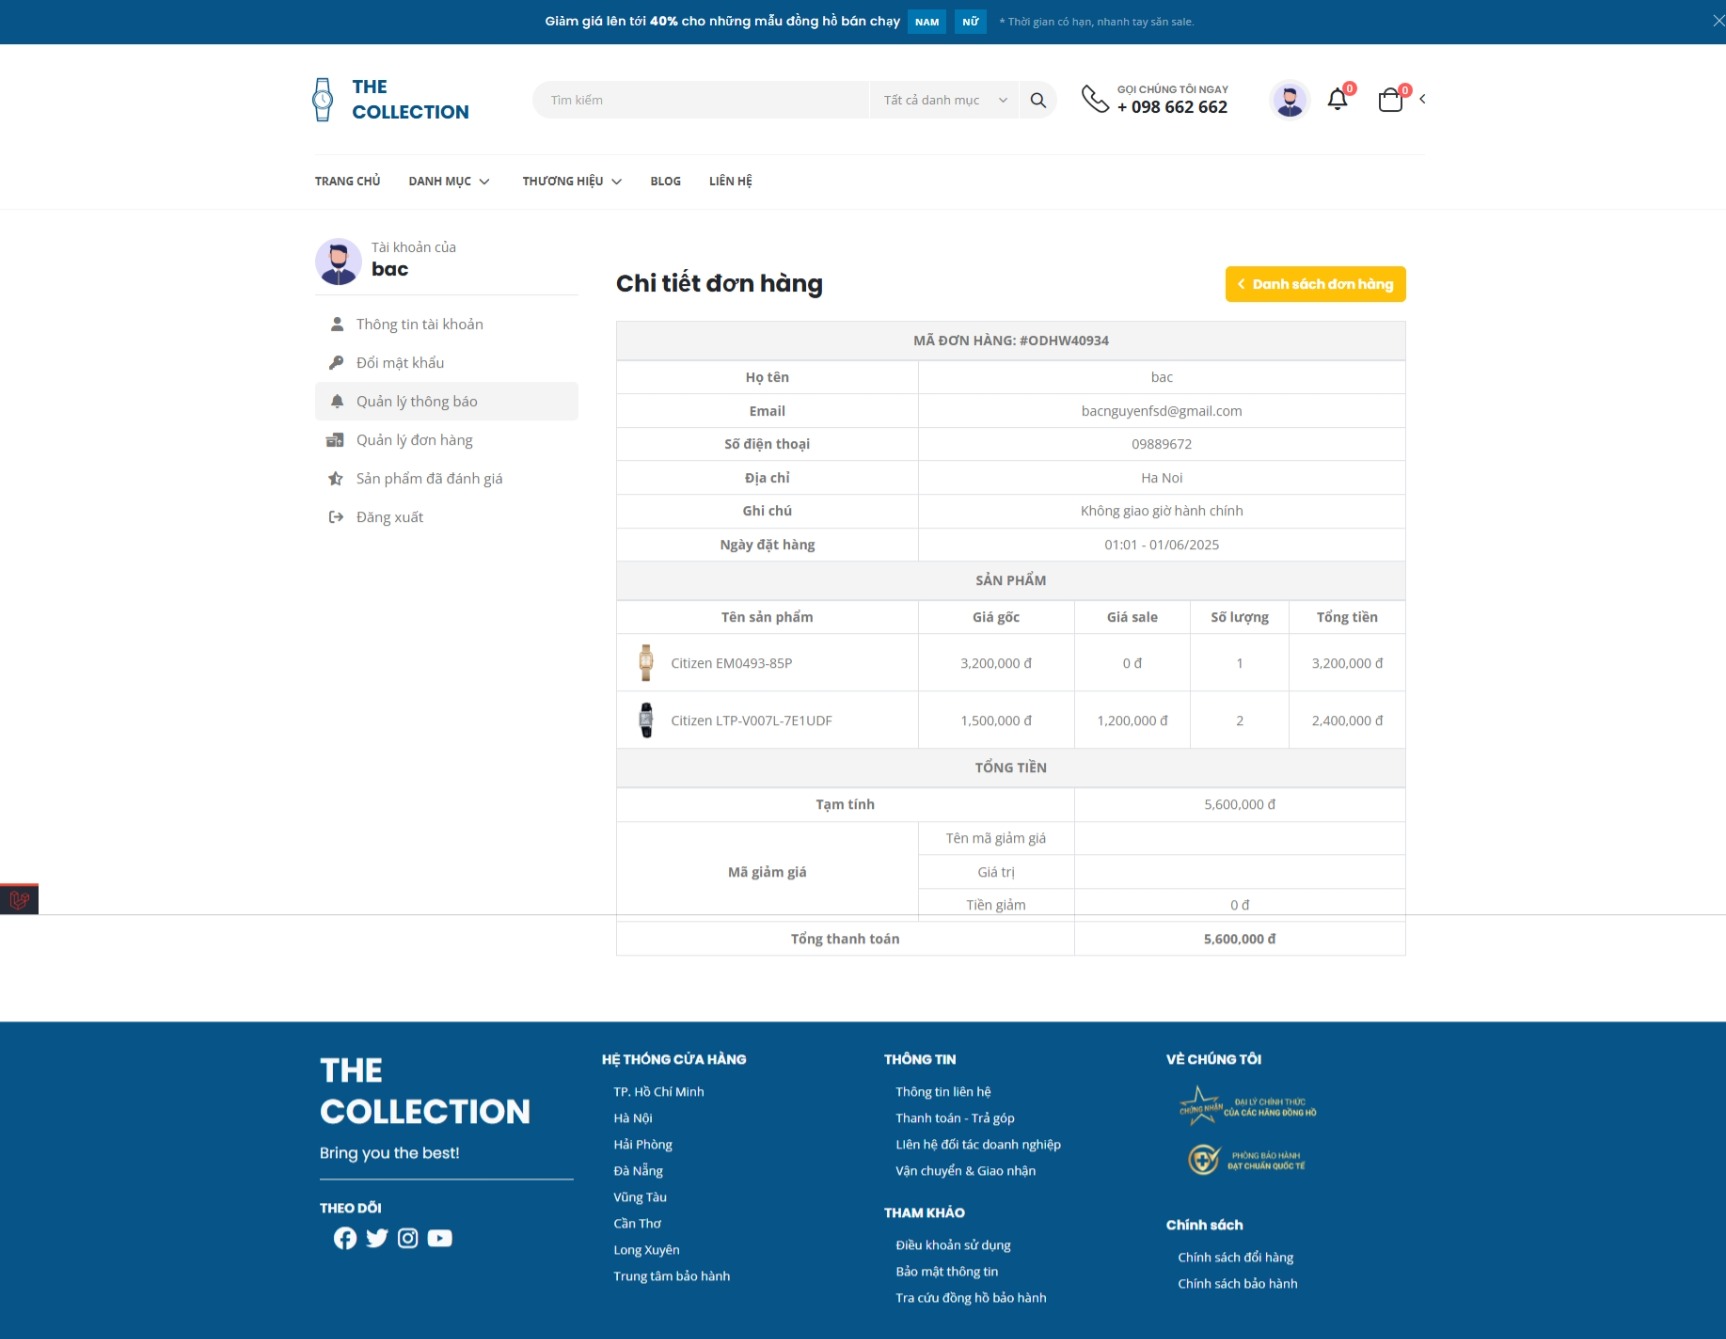 Giảm giá lên tới 40% cho những mẫu đồng hồ bán chạy NAM NỮ * Thời gian có hạn, nhanh tay săn sale.
THE
COLLECTION
Tìm kiếm
Tất cả danh mục
GỌI CHÚNG TÔI NGAY
+ 098 662 662
0
0
TRANG CHỦ DANH MỤC THƯƠNG HIỆU BLOG LIÊN HỆ
Tài khoản của
bac
Thông tin tài khoản
Đổi mật khẩu
Quản lý thông báo
Quản lý đơn hàng
Sản phẩm đã đánh giá
Đăng xuất
Chi tiết đơn hàng
Danh sách đơn hàng
MÃ ĐƠN HÀNG: #ODHW40934
Họ tên bac
Email bacnguyenfsd@gmail.com
Số điện thoại 09889672
Địa chỉ Ha Noi
Ghi chú Không giao giờ hành chính
Ngày đặt hàng 01:01 - 01/06/2025
SẢN PHẨM
Tên sản phẩm Giá gốc Giá sale Số lượng Tổng tiền
Citizen EM0493-85P 3,200,000 đ 0 đ 1 3,200,000 đ
Citizen LTP-V007L-7E1UDF 1,500,000 đ 1,200,000 đ 2 2,400,000 đ
TỔNG TIỀN
Tạm tính 5,600,000 đ
Mã giảm giá
Tên mã giảm giá
Giá trị
Tiền giảm 0 đ
Tổng thanh toán 5,600,000 đ
THE
COLLECTION
Bring you the best!
THEO DÕI
HỆ THỐNG CỬA HÀNG
TP. Hồ Chí Minh
Hà Nội
Hải Phòng
Đà Nẵng
Vũng Tàu
Cần Thơ
Long Xuyên
Trung tâm bảo hành
THÔNG TIN
Thông tin liên hệ
Thanh toán - Trả góp
Liên hệ đối tác doanh nghiệp
Vận chuyển & Giao nhận
THAM KHẢO
Điều khoản sử dụng
Bảo mật thông tin
Tra cứu đồng hồ bảo hành
VỀ CHÚNG TÔI
CHỨNG NHẬN
ĐẠI LÝ CHÍNH THỨC
CỦA CÁC HÃNG ĐỒNG HỒ
PHÒNG BẢO HÀNH
ĐẠT CHUẨN QUỐC TẾ
Chính sách
Chính sách đổi hàng
Chính sách bảo hành